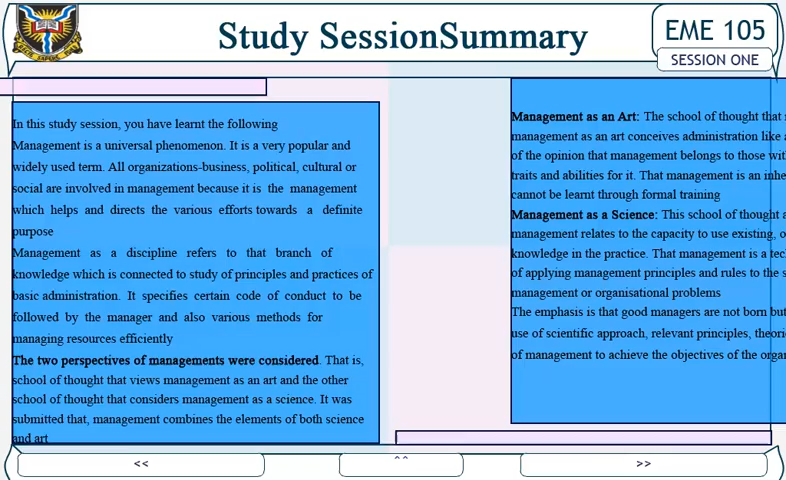 Study SessionSummary
EME 105
SESSION ONE
In this study session, you have learnt the following
Management is a universal phenomenon. It is a very popular and
widely used term. All organizations-business, political, cultural or
social are involved in management because it is the management
which helps and directs the various efforts towards a definite
purpose
Management as a discipline refers to that branch of
knowledge which is connected to study of principles and practices of
basic administration. It specifies certain code of conduct to be
followed by the manager and also various methods for
managing resources efficiently
The two perspectives of managements were considered. That is,
school of thought that views management as an art and the other
school of thought that considers management as a science. It was
submitted that, management combines the elements of both science
and art
Management as an Art: The school of thought that
management as an art conceives administration like
of the opinion that management belongs to those
traits and abilities for it. That management is an
cannot be learnt through formal training
Management as a Science: This school of thought
management relates to the capacity to use existing,
knowledge in the practice. That management is a
of applying management principles and rules to the
management or organisational problems
The emphasis is that good managers are not born but
use of scientific approach, relevant principles,
of management to achieve the objectives of the
<<
^^
>>